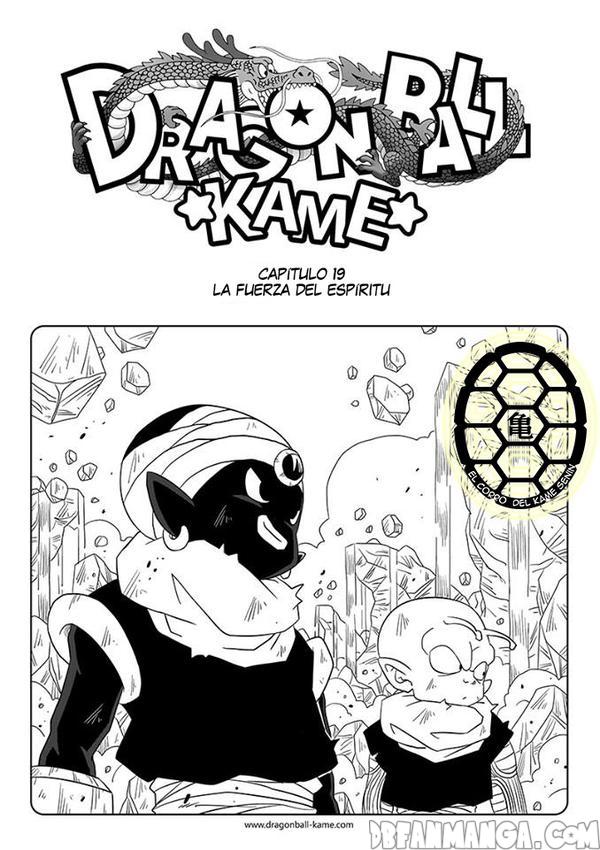 DRAGON BALL
KAME
CAPITULO 19
LA FUERZA DEL ESPIRITU
亀
EL CORRO DEL KAME SENIN
www.dragonball-kame.com
DBFANMANGA.COM